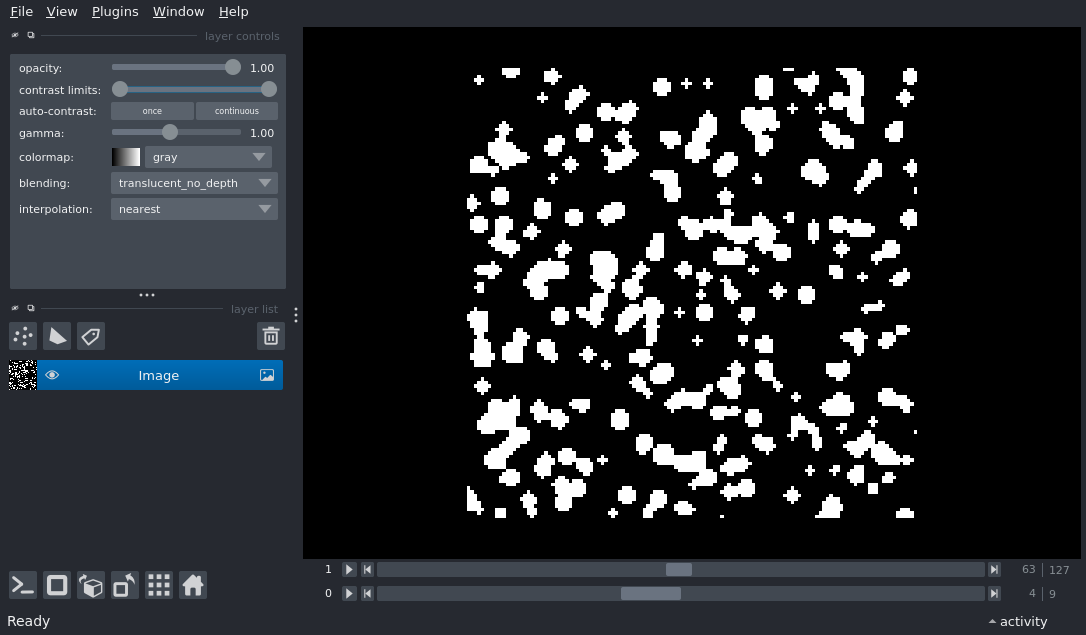 File View Plugins Window Help
layer controls
opacity: 1.00
contrast limits:
auto-contrast: once continuous
gamma: 1.00
colormap: gray
blending: translucent_no_depth
interpolation: nearest
layer list
Image
1 63 127
0 4 9
Ready activity